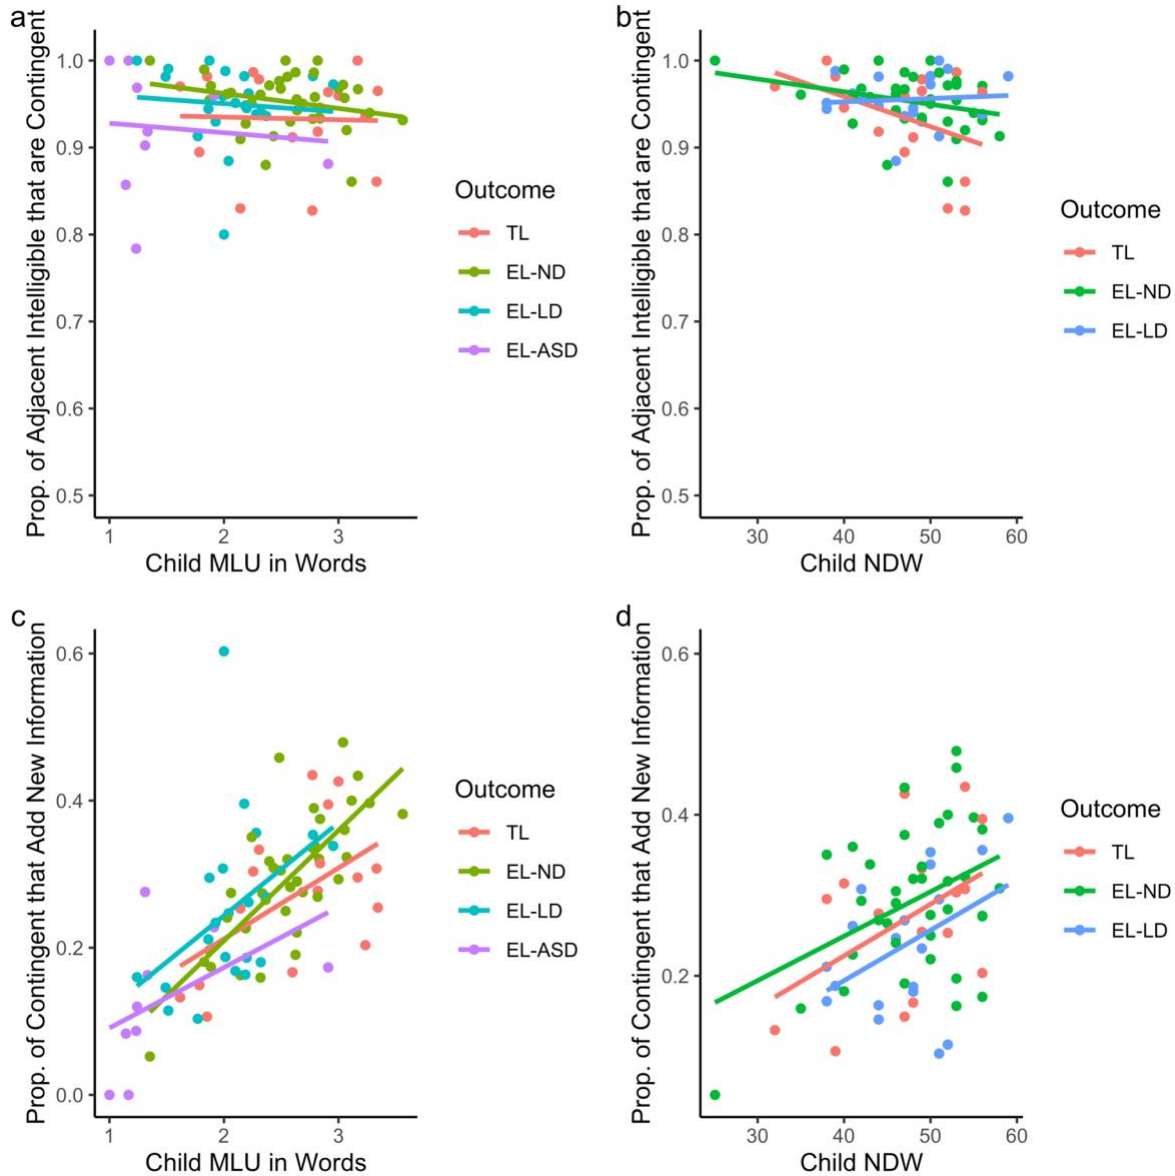 a
Prop. of Adjacent Intelligible that are Contingent
1.0
0.9
0.8
0.7
0.6
0.5
1 2 3
Child MLU in Words
Outcome
TL
EL-ND
EL-LD
EL-ASD
b
Prop. of Adjacent Intelligible that are Contingent
1.0
0.9
0.8
0.7
0.6
0.5
30 40 50 60
Child NDW
Outcome
TL
EL-ND
EL-LD
c
Prop. of Contingent that Add New Information
0.6
0.4
0.2
0.0
1 2 3
Child MLU in Words
Outcome
TL
EL-ND
EL-LD
EL-ASD
d
Prop. of Contingent that Add New Information
0.6
0.4
0.2
30 40 50 60
Child NDW
Outcome
TL
EL-ND
EL-LD